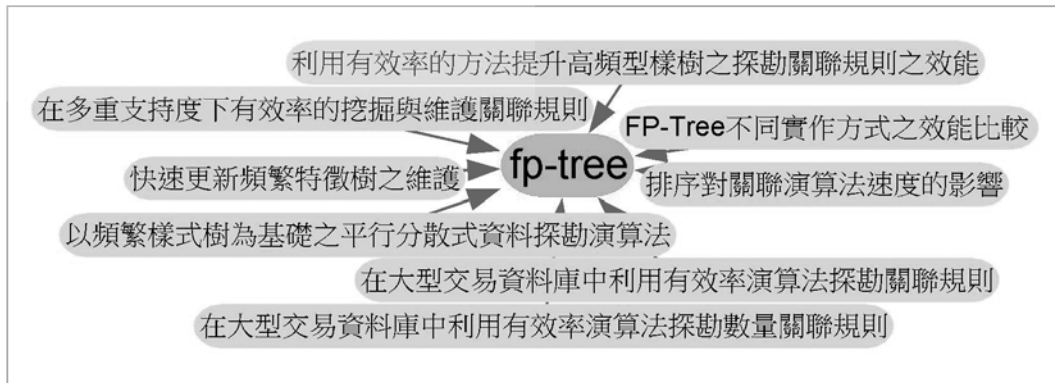 利用有效率的方法提升高頻型樣樹之探勘關聯規則之效能
在多重支持度下有效率的挖掘與維護關聯規則
FP-Tree不同實作方式之效能比較
fp-tree
快速更新頻繁特徵樹之維護
排序對關聯演算法速度的影響
以頻繁樣式樹為基礎之平行分散式資料探勘演算法
在大型交易資料庫中利用有效率演算法探勘關聯規則
在大型交易資料庫中利用有效率演算法探勘數量關聯規則